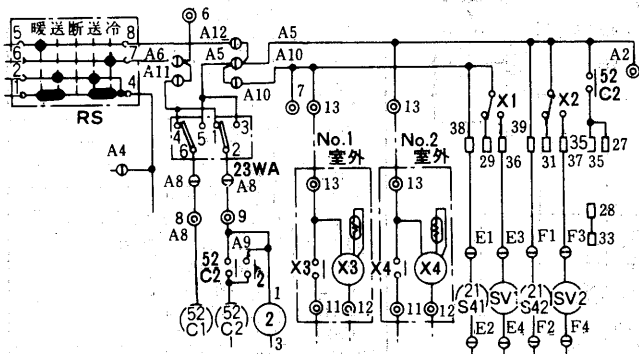 6
5 暖送断送冷 8
6 7
2 4
1
RS
A12 A5 A5
A6 A5 A10
A11 A10
A2
52
C2
7 13 13
X1 X2
4 5 3
6 2
23WA
A4
A8 A8
8 9
A8
No.1
室外
No.2
室外
13 13
38 29 36 39 31 37 35 35 27
28
33
A9
52
C2
2
X3 X3 X4 X4
1
52
C1
52
C2
2
3
11 12 11 12
E1 E3 F1 F3
21
S41
SV1
21
S42
SV2
E2 E4 F2 F4